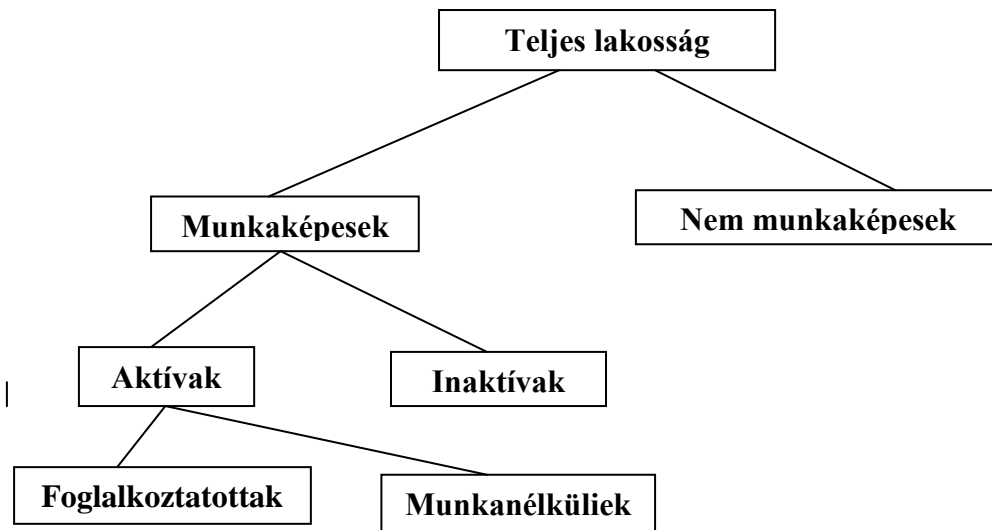 Teljes lakosság
Munkaképesek
Nem munkaképesek
Aktívak
Inaktívak
Foglalkoztatottak
Munkanélküliek